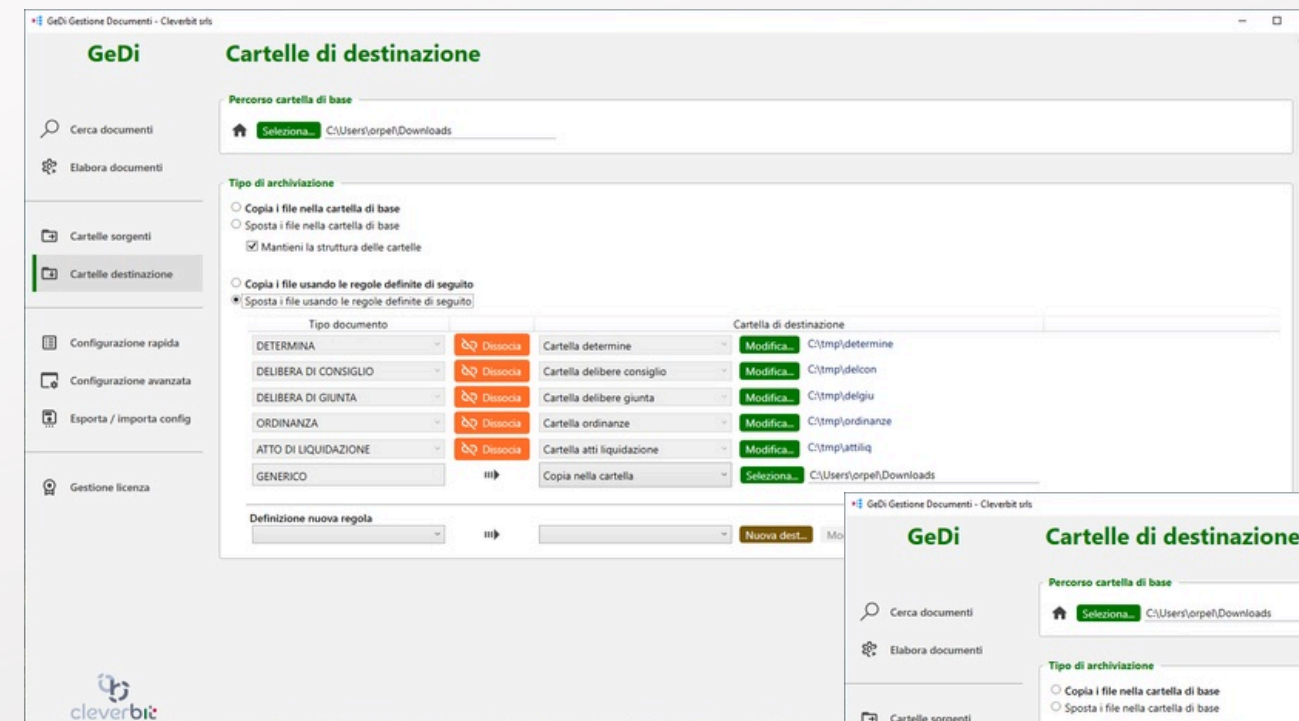 GeDi Gestione Documenti - Cleverbit srls
GeDi
Cartelle di destinazione
Cerca documenti
Elabora documenti
Cartelle sorgenti
Cartelle destinazione
Configurazione rapida
Configurazione avanzata
Esporta / importa config
Gestione licenza
cleverbit
Percorso cartella di base
Seleziona... C:\Users\orpel\Downloads
Tipo di archiviazione
Copia i file nella cartella di base
Sposta i file nella cartella di base
Mantieni la struttura delle cartelle
Copia i file usando le regole definite di seguito
Sposta i file usando le regole definite di seguito
Tipo documento Cartella di destinazione
DETERMINA Dissocia Cartella determine Modifica... C:\tmp\determine
DELIBERA DI CONSIGLIO Dissocia Cartella delibere consiglio Modifica... C:\tmp\delcon
DELIBERA DI GIUNTA Dissocia Cartella delibere giunta Modifica... C:\tmp\delgiu
ORDINANZA Dissocia Cartella ordinanze Modifica... C:\tmp\ordinanze
ATTO DI LIQUIDAZIONE Dissocia Cartella atti liquidazione Modifica... C:\tmp\attiliq
GENERICO Copia nella cartella Seleziona... C:\Users\orpel\Downloads
Definizione nuova regola
Nuova dest... Mo
GeDi Gestione Documenti - Cleverbit srls
GeDi
Cartelle di destinazione
Cerca documenti
Elabora documenti
Cartelle sorgenti
Percorso cartella di base
Seleziona... C:\Users\orpel\Downloads
Tipo di archiviazione
Copia i file nella cartella di base
Sposta i file nella cartella di base